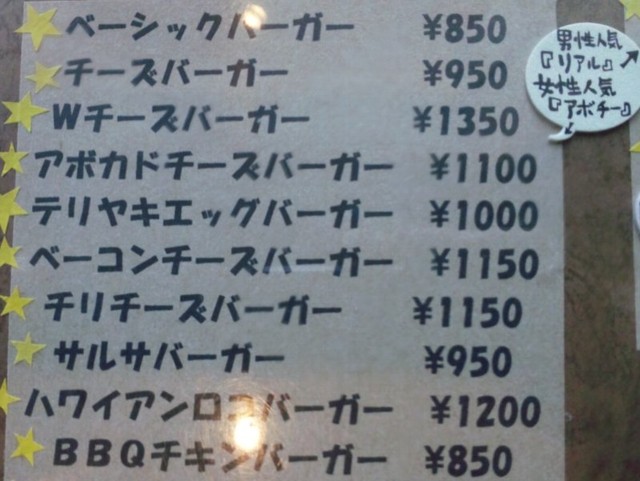 ベーシックバーガー ¥850
チーズバーガー ¥950
Wチーズバーガー ¥1350
アボカドチーズバーガー ¥1100
テリヤキエッグバーガー ¥1000
ベーコンチーズバーガー ¥1150
チリチーズバーガー ¥1150
サルサバーガー ¥950
ハワイアンロコバーガー ¥1200
BBQチキンバーガー ¥850
男性人気
『リアル』
女性人気
『アボチー』